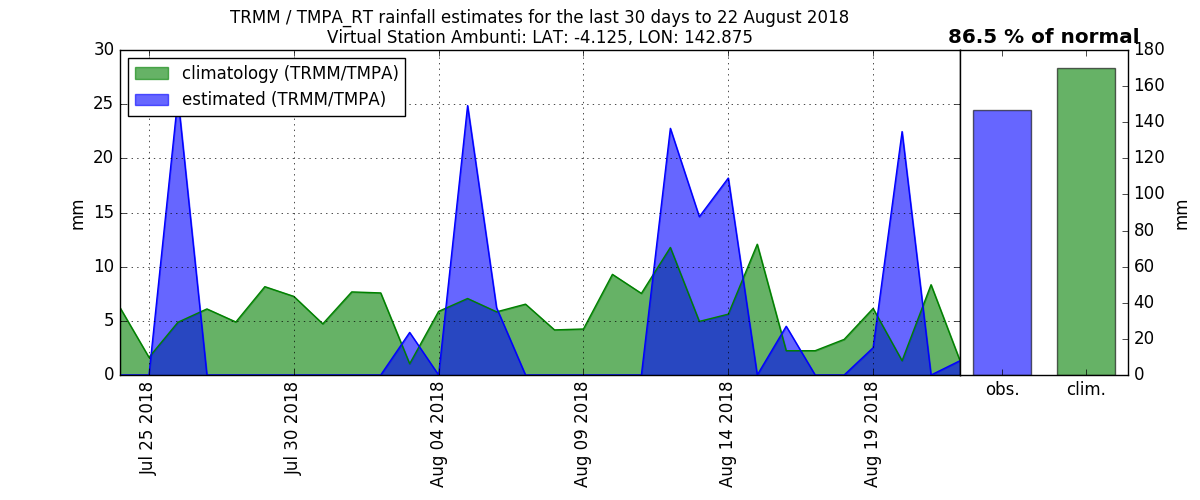 TRMM / TMPA_RT rainfall estimates for the last 30 days to 22 August 2018
Virtual Station Ambunti: LAT: -4.125, LON: 142.875
86.5 % of normal
climatology (TRMM/TMPA)
estimated (TRMM/TMPA)
30
25
20
15
10
5
0
mm
Jul 25 2018
Jul 30 2018
Aug 04 2018
Aug 09 2018
Aug 14 2018
Aug 19 2018
obs.
clim.
180
160
140
120
100
80
60
40
20
0
mm